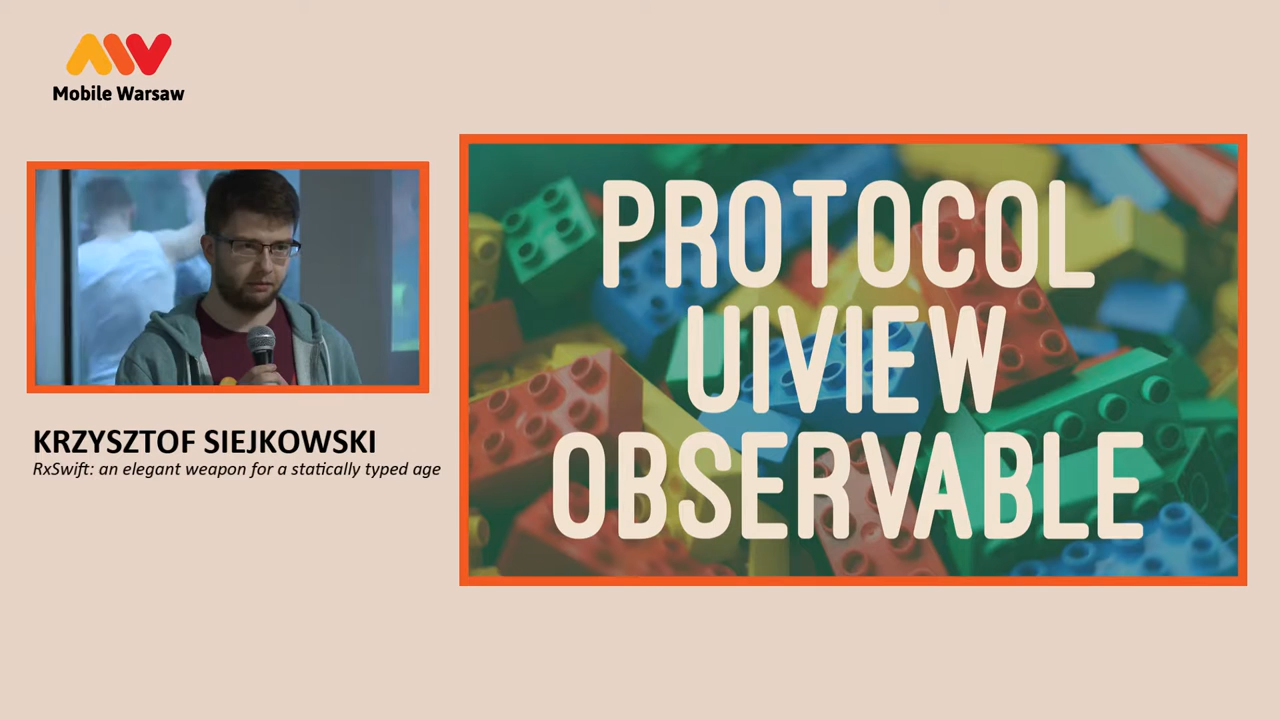 Mobile Warsaw
KRZYSZTOF SIEJKOWSKI
RxSwift: an elegant weapon for a statically typed age
PROTOCOL
UIVIEW
OBSERVABLE